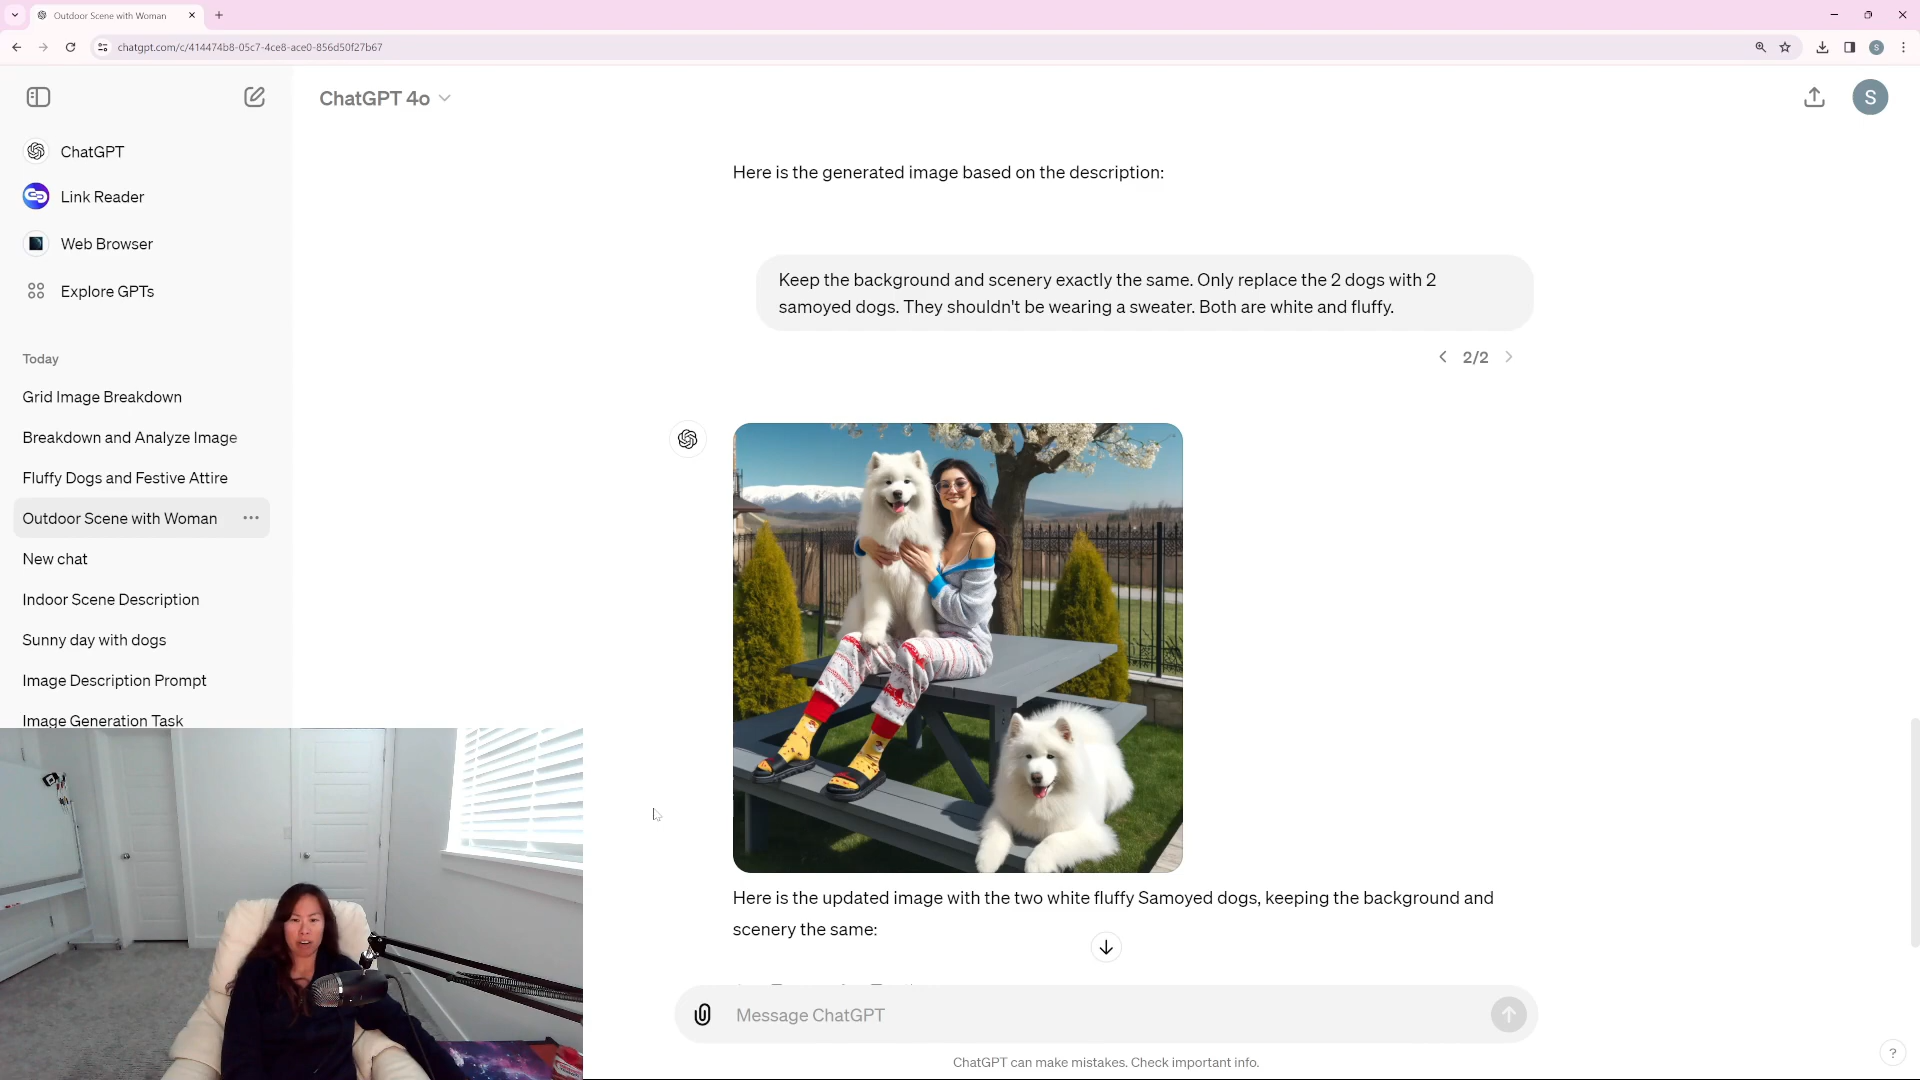 Outdoor Scene with Woman
chatgpt.com/c/414474b8-05c7-4ce8-ace0-856d50f27b67
S
ChatGPT 4o
S
ChatGPT
Link Reader
Web Browser
Explore GPTs
Today
Grid Image Breakdown
Breakdown and Analyze Image
Fluffy Dogs and Festive Attire
Outdoor Scene with Woman
New chat
Indoor Scene Description
Sunny day with dogs
Image Description Prompt
Image Generation Task
Here is the generated image based on the description:
Keep the background and scenery exactly the same. Only replace the 2 dogs with 2
samoyed dogs. They shouldn't be wearing a sweater. Both are white and fluffy.
2/2
Here is the updated image with the two white fluffy Samoyed dogs, keeping the background and
scenery the same:
Message ChatGPT
ChatGPT can make mistakes. Check important info.
?